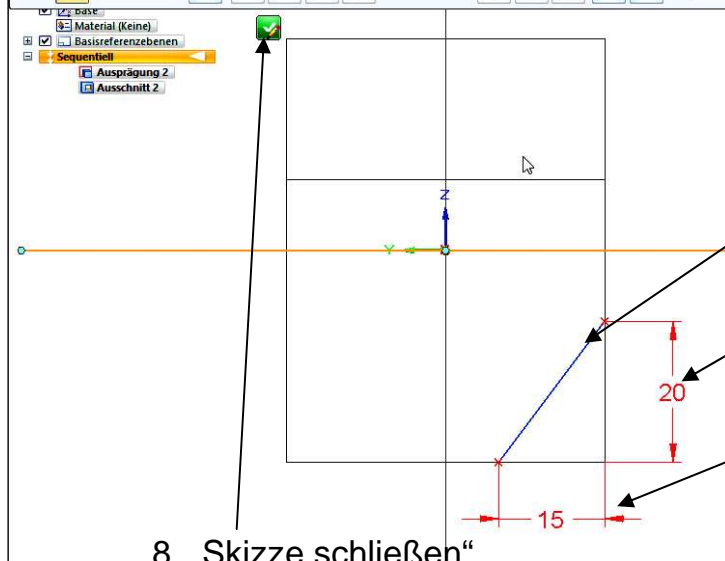 Base
Material (Keine)
Basisreferenzebenen
Sequentiell
Ausprägung 2
Ausschnitt 2
Z
Y
20
15
8. „Skizze schließen“